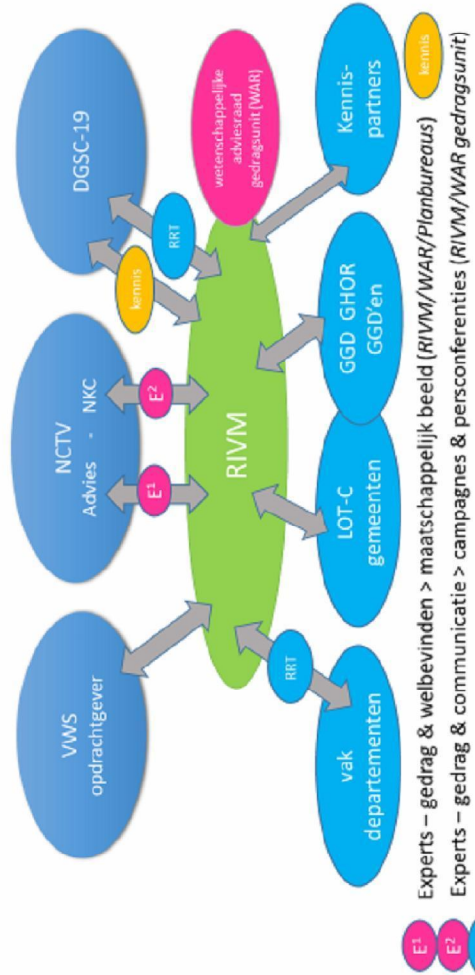 VWS
opdrachtgever
NCTV
Advies - NKC
DGSC-19
E¹
E²
kennis
RRT
RIVM
wetenschappelijke
adviesraad
gedragsunit (WAR)
RRT
vak
departementen
LOT-C
gemeenten
GGD GHOR
GGD'en
Kennis-
partners
E¹ Experts – gedrag & welbevinden > maatschappelijk beeld (RIVM/WAR/Planbureaus) kennis
E² Experts – gedrag & communicatie > campagnes & persconferenties (RIVM/WAR gedragsunit)